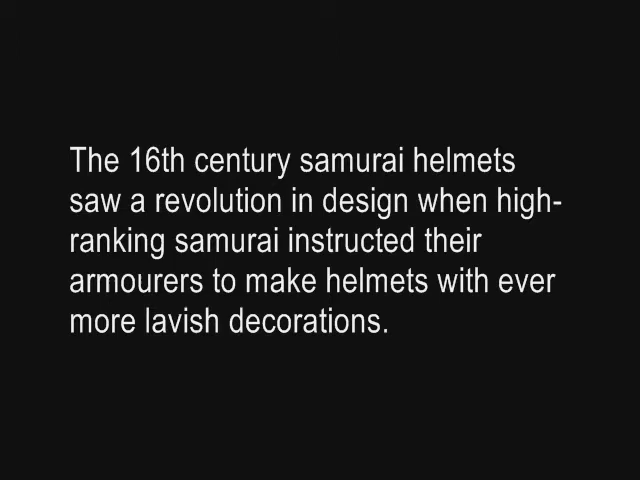 The 16th century samurai helmets
saw a revolution in design when high-
ranking samurai instructed their
armourers to make helmets with ever
more lavish decorations.